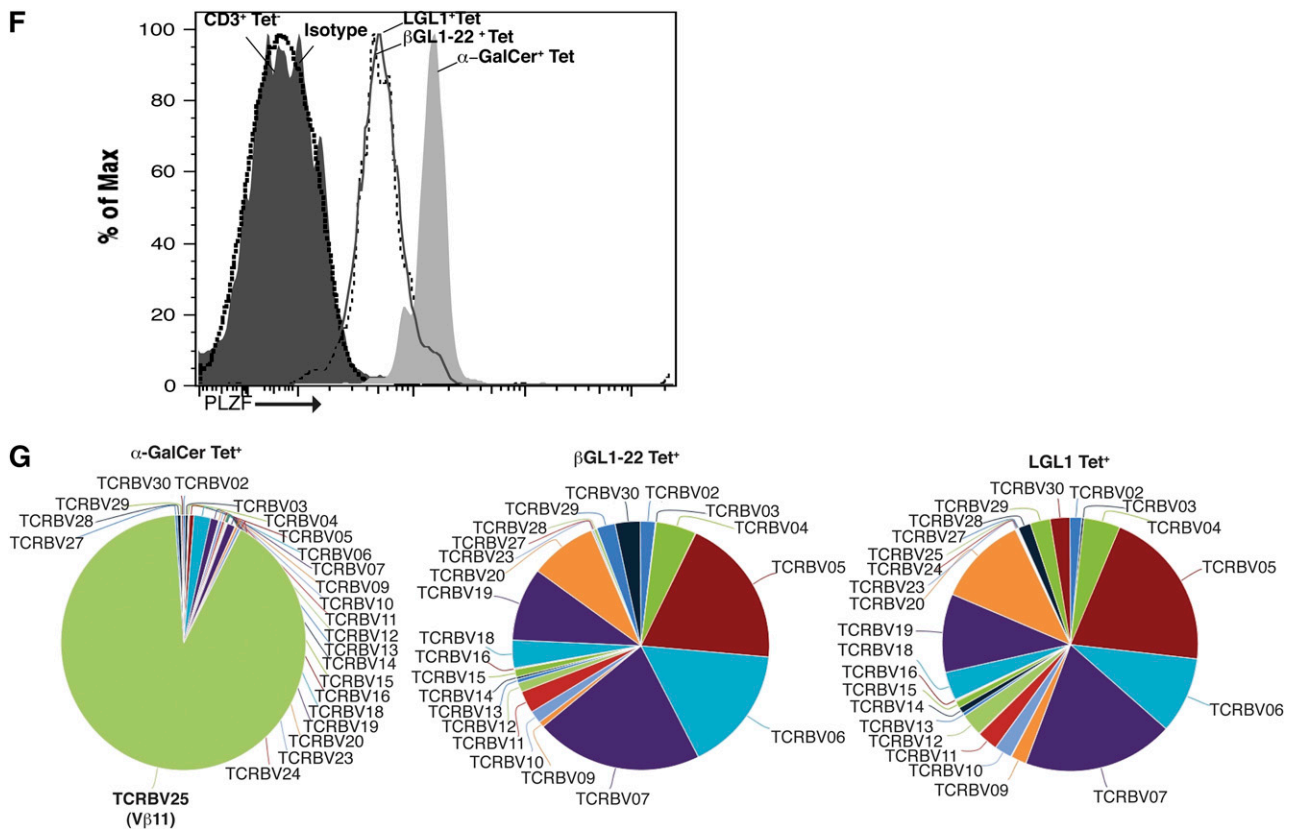 F
CD3⁺ Tet⁻
Isotype
LGL1⁺Tet
βGL1-22 ⁺Tet
α–GalCer⁺ Tet
100
80
60
40
20
0
% of Max
PLZF
G
α-GalCer Tet⁺
TCRBV30 TCRBV02
TCRBV29
TCRBV28
TCRBV27
TCRBV03
TCRBV04
TCRBV05
TCRBV06
TCRBV07
TCRBV09
TCRBV10
TCRBV11
TCRBV12
TCRBV13
TCRBV14
TCRBV15
TCRBV16
TCRBV18
TCRBV19
TCRBV20
TCRBV23
TCRBV24
TCRBV25
(Vβ11)
βGL1-22 Tet⁺
TCRBV30
TCRBV02
TCRBV03
TCRBV04
TCRBV05
TCRBV06
TCRBV07
TCRBV09
TCRBV10
TCRBV11
TCRBV12
TCRBV13
TCRBV14
TCRBV15
TCRBV16
TCRBV18
TCRBV19
TCRBV20
TCRBV23
TCRBV27
TCRBV28
TCRBV29
LGL1 Tet⁺
TCRBV30
TCRBV02
TCRBV03
TCRBV04
TCRBV05
TCRBV06
TCRBV07
TCRBV09
TCRBV10
TCRBV11
TCRBV12
TCRBV13
TCRBV14
TCRBV15
TCRBV16
TCRBV18
TCRBV19
TCRBV20
TCRBV23
TCRBV24
TCRBV25
TCRBV27
TCRBV28
TCRBV29